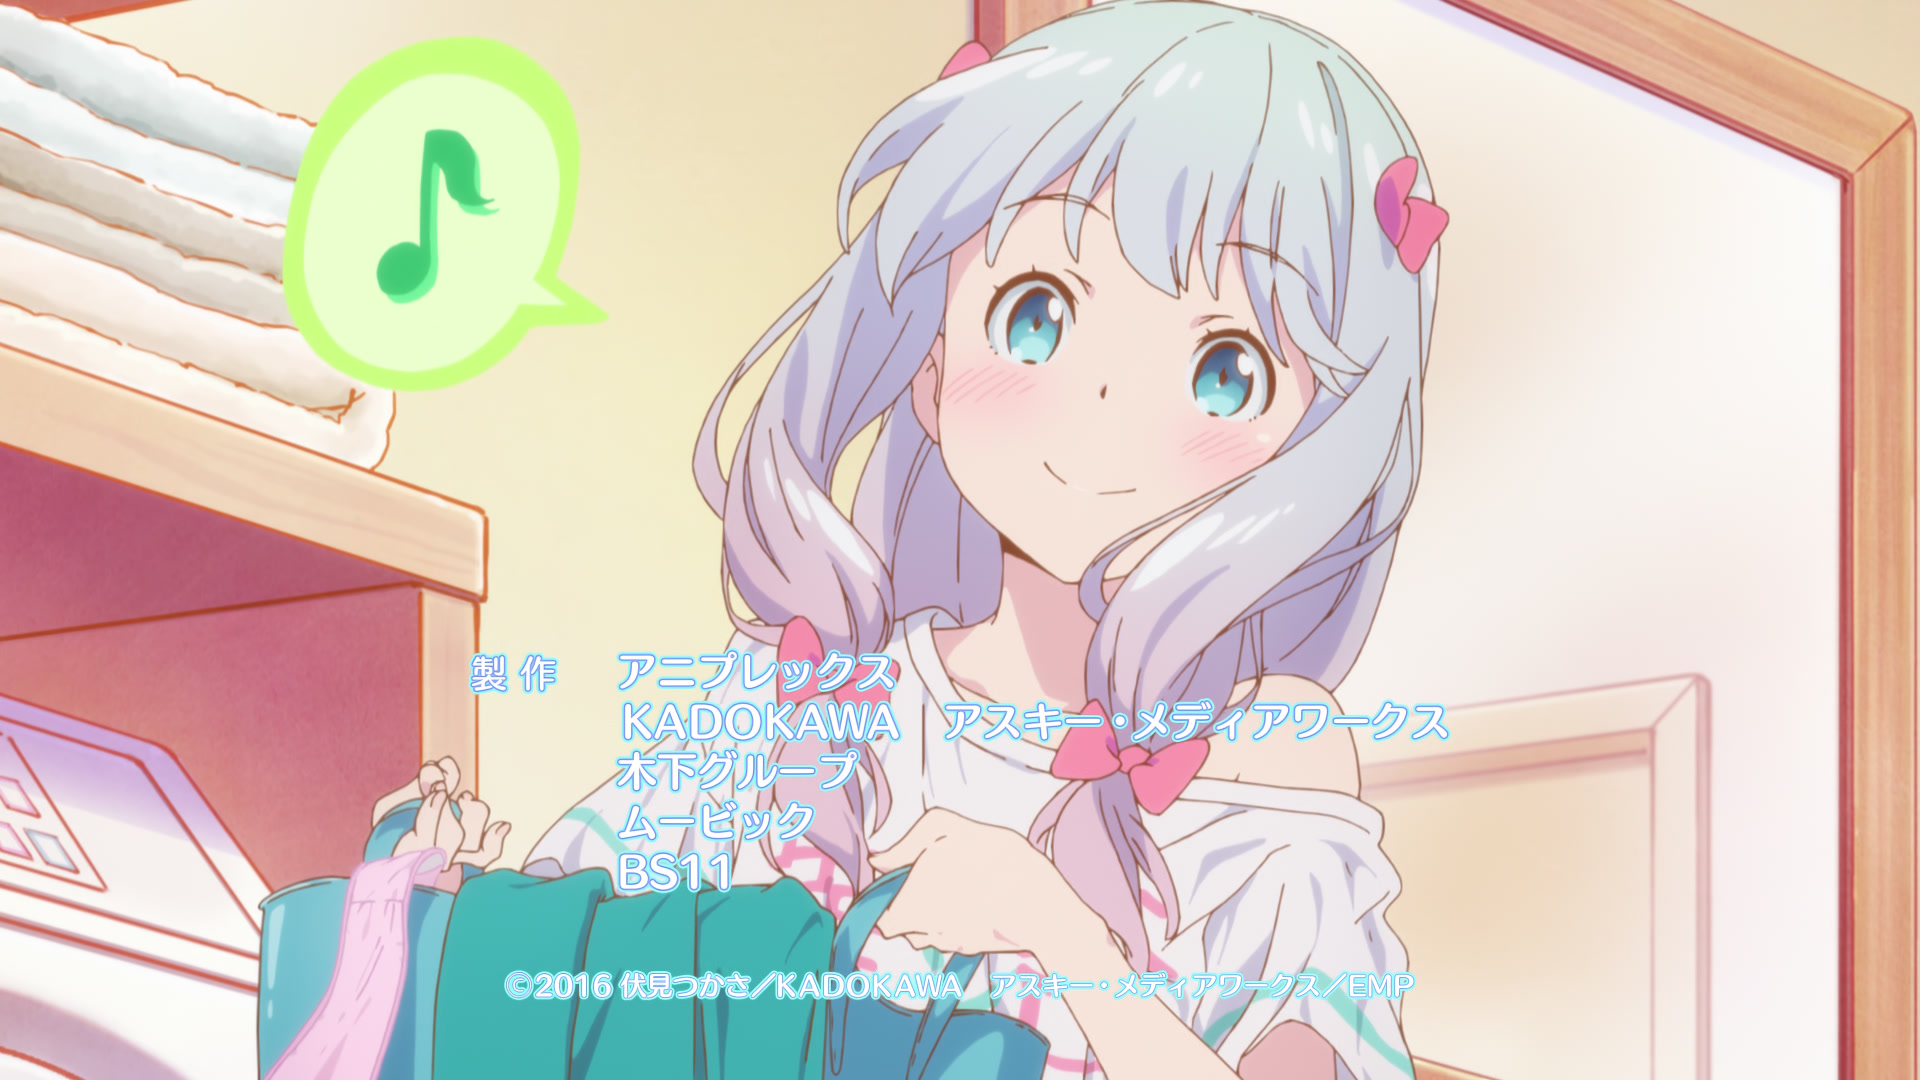 製作 アニプレックス
KADOKAWA アスキー・メディアワークス
木下グループ
ムービック
BS11
©2016 伏見つかさ／KADOKAWA アスキー・メディアワークス／EMP